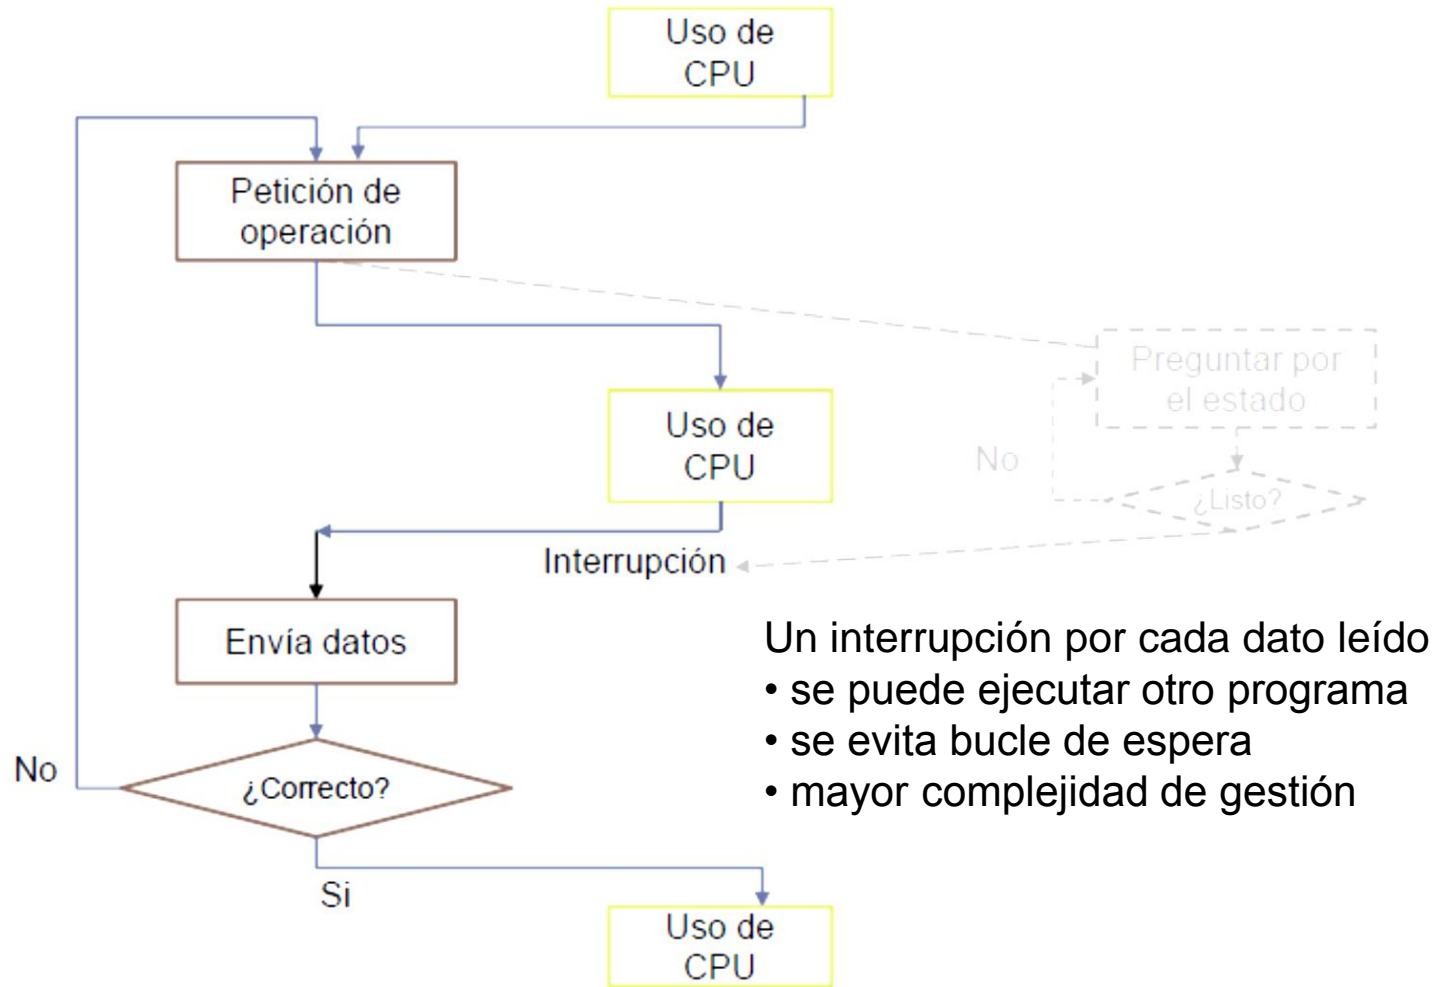 Uso de
CPU
Petición de
operación
Preguntar por
el estado
Uso de
CPU
No
¿Listo?
Interrupción
Envía datos
Un interrupción por cada dato leído
• se puede ejecutar otro programa
• se evita bucle de espera
• mayor complejidad de gestión
No
¿Correcto?
Si
Uso de
CPU